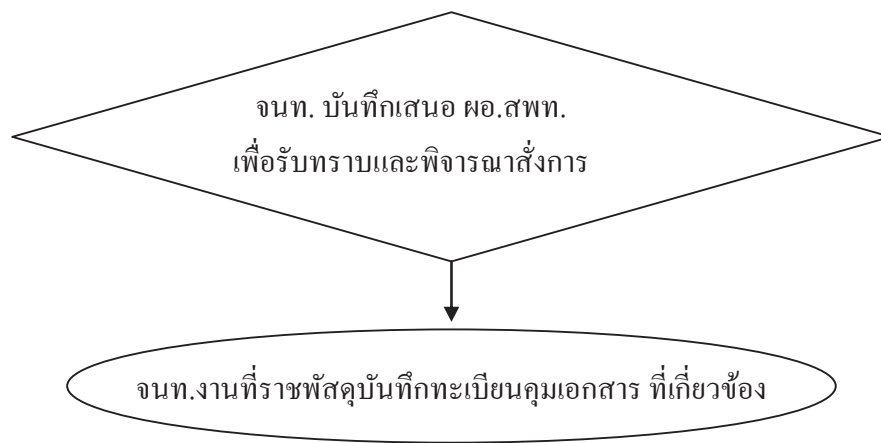 จนท. บันทึกเสนอ ผอ.สพท.
เพื่อรับทราบและพิจารณาสั่งการ
จนท.งานที่ราชพัสดุบันทึกทะเบียนคุมเอกสาร ที่เกี่ยวข้อง